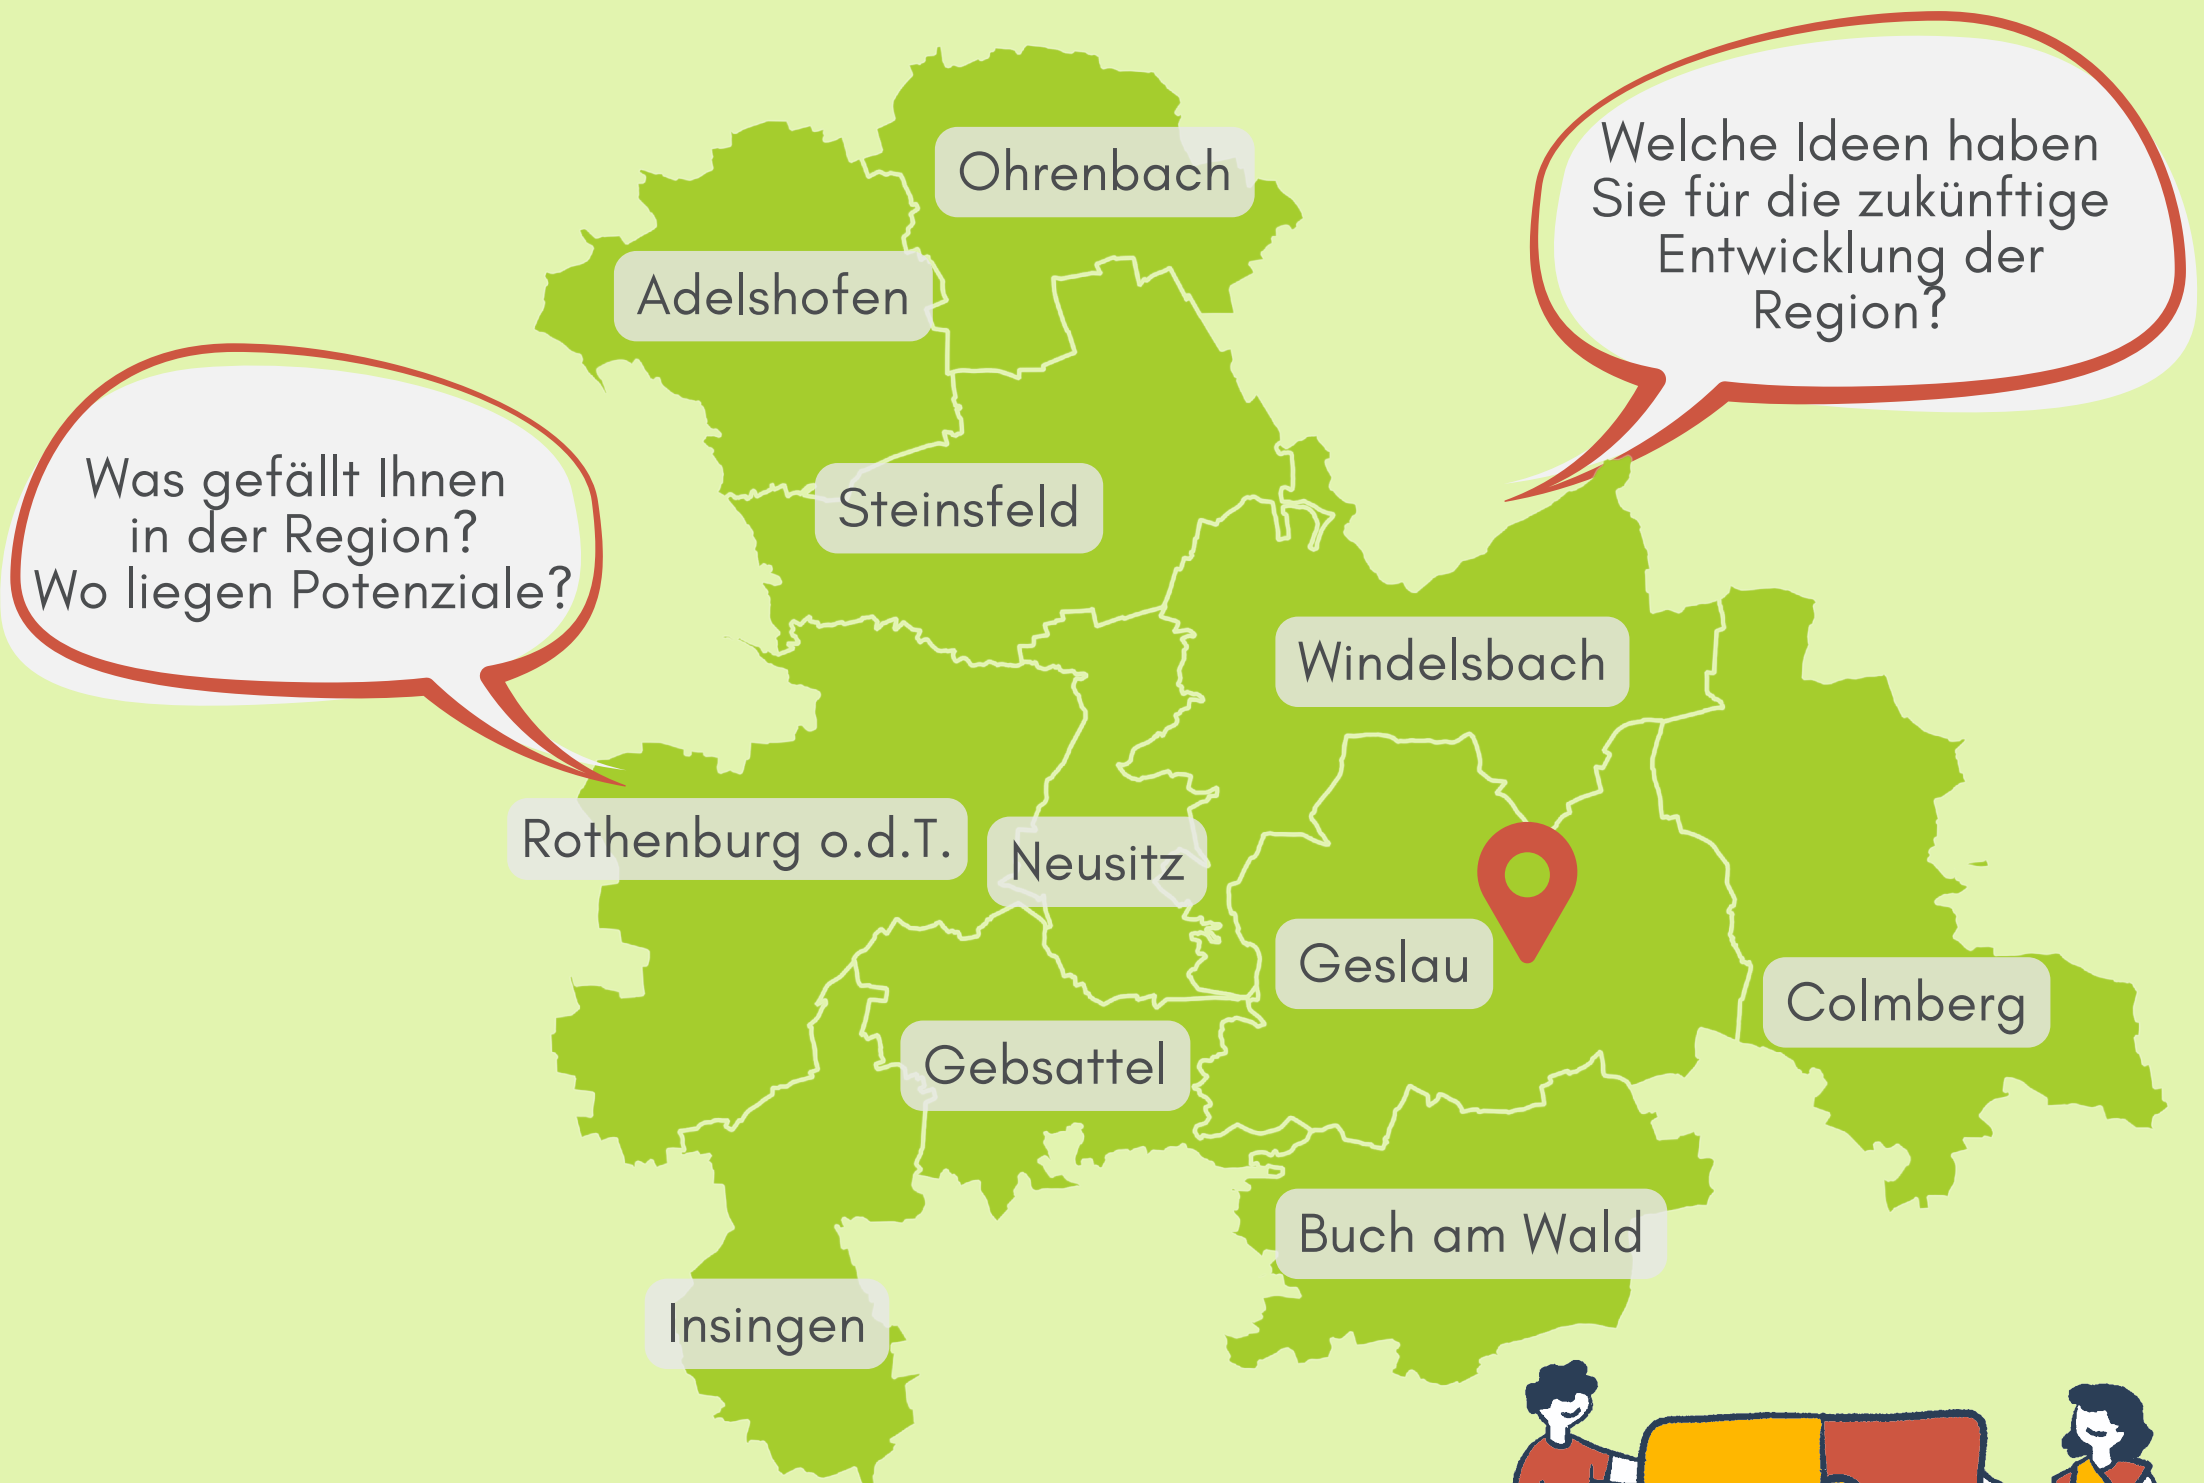 Ohrenbach
Welche Ideen haben
Sie für die zukünftige
Entwicklung der
Region?
Adelshofen
Was gefällt Ihnen
in der Region?
Wo liegen Potenziale?
Steinsfeld
Windelsbach
Rothenburg o.d.T.
Neusitz
Geslau
Colmberg
Gebsattel
Buch am Wald
Insingen